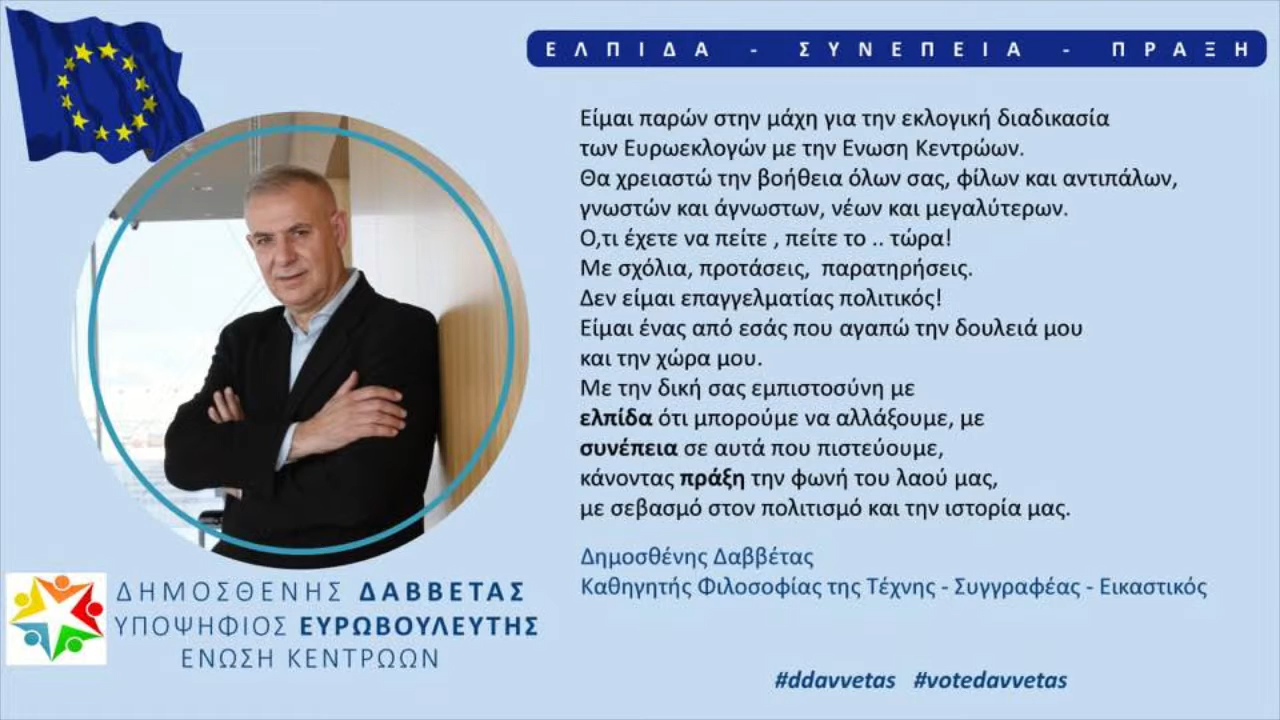 ΕΛΠΙΔΑ - ΣΥΝΕΠΕΙΑ - ΠΡΑΞΗ
Είμαι παρών στην μάχη για την εκλογική διαδικασία
των Ευρωεκλογών με την Ενωση Κεντρώων.
Θα χρειαστώ την βοήθεια όλων σας, φίλων και αντιπάλων,
γνωστών και άγνωστων, νέων και μεγαλύτερων.
Ο,τι έχετε να πείτε , πείτε το .. τώρα!
Με σχόλια, προτάσεις, παρατηρήσεις.
Δεν είμαι επαγγελματίας πολιτικός!
Είμαι ένας από εσάς που αγαπώ την δουλειά μου
και την χώρα μου.
Με την δική σας εμπιστοσύνη με
ελπίδα ότι μπορούμε να αλλάξουμε, με
συνέπεια σε αυτά που πιστεύουμε,
κάνοντας πράξη την φωνή του λαού μας,
με σεβασμό στον πολιτισμό και την ιστορία μας.
Δημοσθένης Δαββέτας
Καθηγητής Φιλοσοφίας της Τέχνης - Συγγραφέας - Εικαστικός
ΔΗΜΟΣΘΕΝΗΣ ΔΑΒΒΕΤΑΣ
ΥΠΟΨΗΦΙΟΣ ΕΥΡΩΒΟΥΛΕΥΤΗΣ
ΕΝΩΣΗ ΚΕΝΤΡΩΩΝ
#ddavvetas #votedavvetas